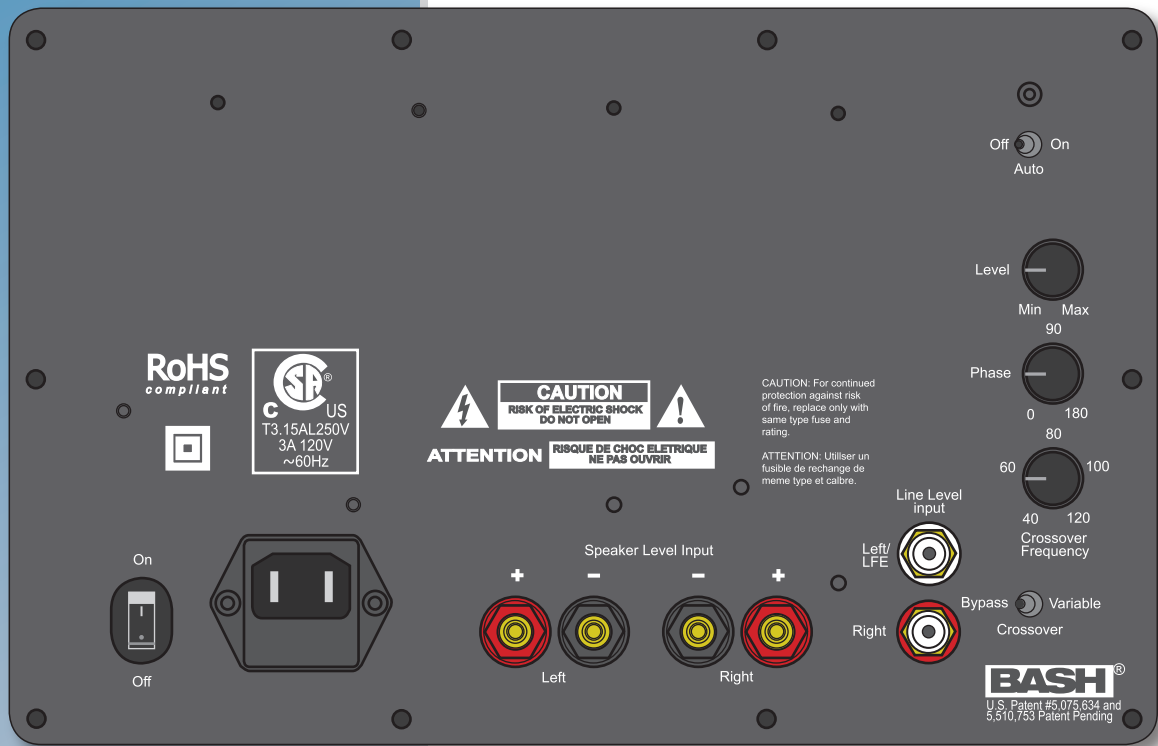 Off On
Auto
Level
Min Max
90
Phase
0 180
80
60 100
40 120
Crossover
Frequency
RoHS
compliant
CSA®
C US
T3.15AL250V
3A 120V
~60Hz
CAUTION
RISK OF ELECTRIC SHOCK
DO NOT OPEN
ATTENTION
RISQUE DE CHOC ELETRIQUE
NE PAS OUVRIR
CAUTION: For continued
protection against risk
of fire, replace only with
same type fuse and
rating.
ATTENTION: Utillser un
fusible de rechange de
meme type et calbre.
Line Level
input
Left/
LFE
Right
Speaker Level Input
+ - - +
Left Right
On
Off
Bypass Variable
Crossover
BASH®
U.S. Patent #5,075,634 and
5,510,753 Patent Pending